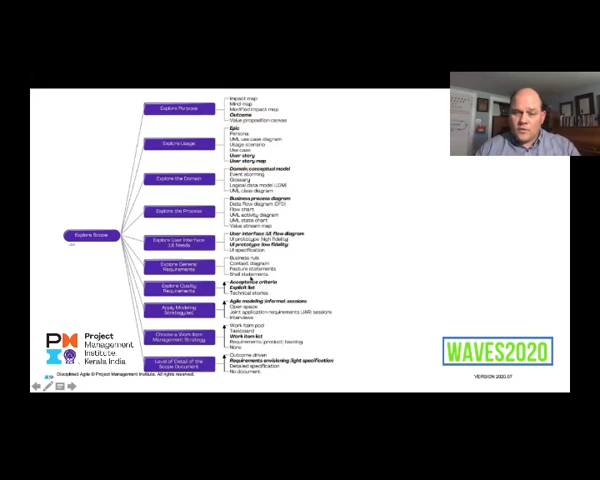 Explore Purpose
Impact map
Mind map
Modified impact map
Outcome
Value proposition canvas
Explore Usage
Epic
Persona
UML use case diagram
Usage scenario
Use case
User story
User story map
Explore the Domain
Domain conceptual model
Event storming
Glossary
Logical data model (LDM)
UML class diagram
Explore the Process
Business process diagram
Data flow diagram (DFD)
Flow chart
UML activity diagram
UML state chart
Value stream map
Explore Scope
Explore User Interface
(UI) Needs
User interface (UI) flow diagram
UI prototype (high fidelity)
UI prototype (low fidelity)
UI specification
Explore General
Requirements
Business rule
Context diagram
Feature statements
Shall statements
Explore Quality
Requirements
Acceptance criteria
Explicit list
Technical stories
Apply Modeling
Strategy(ies)
Agile modeling (informal) sessions
Open space
Joint application requirements (JAR) sessions
Interviews
Choose a Work Item
Management Strategy
Work item pool
Taskboard
Work item list
Requirements (product) backlog
None
Level of Detail of the
Scope Document
Outcome driven
Requirements envisioning (light specification)
Detailed specification
No document
Project
Management
Institute.
Kerala, India
Disciplined Agile © Project Management Institute. All rights reserved.
WAVES2020
VERSION 2020.07